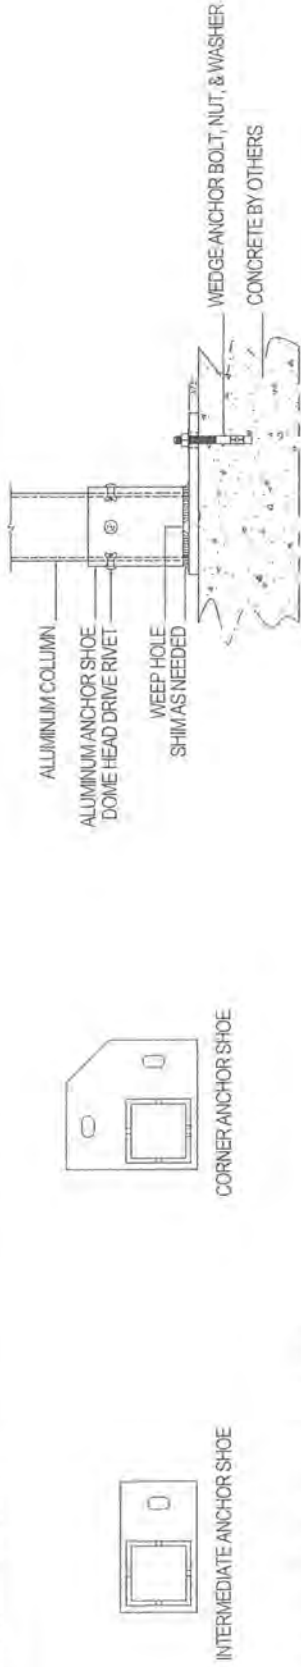 INTERMEDIATE ANCHOR SHOE
CORNER ANCHOR SHOE
ALUMINUM COLUMN
ALUMINUM ANCHOR SHOE
DOME HEAD DRIVE RIVET
WEEP HOLE
SHIM AS NEEDED
WEDGE ANCHOR BOLT, NUT, & WASHER
CONCRETE BY OTHERS